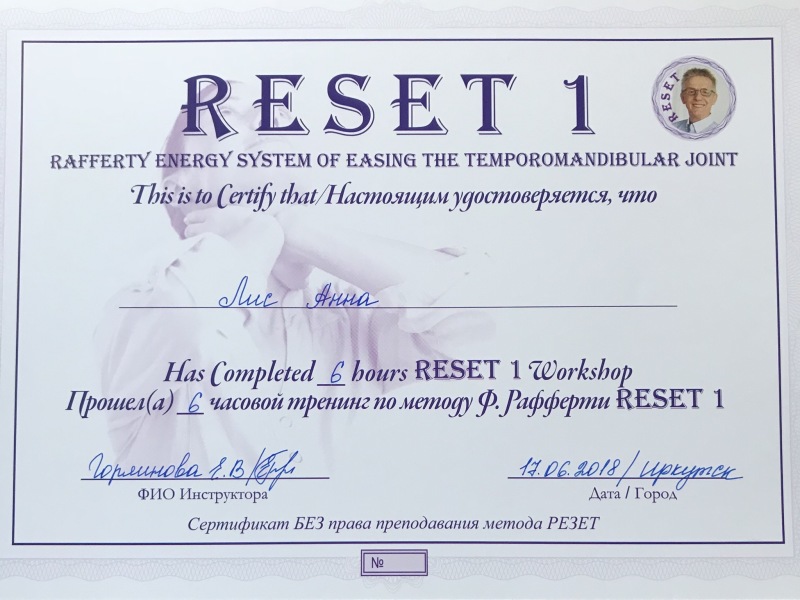 RESET 1
RESET
RAFFERTY ENERGY SYSTEM OF EASING THE TEMPOROMANDIBULAR JOINT
This is to Certify that/Настоящим удостоверяется, что
Лис Анна
Has Completed 6 hours RESET 1 Workshop
Прошел(а) 6 часовой тренинг по методу Ф. Рафферти RESET 1
Е.В/
17.06.2018/Иркутск
ФИО Инструктора
Дата / Город
Сертификат БЕЗ права преподавания метода РЕЗЕТ
№